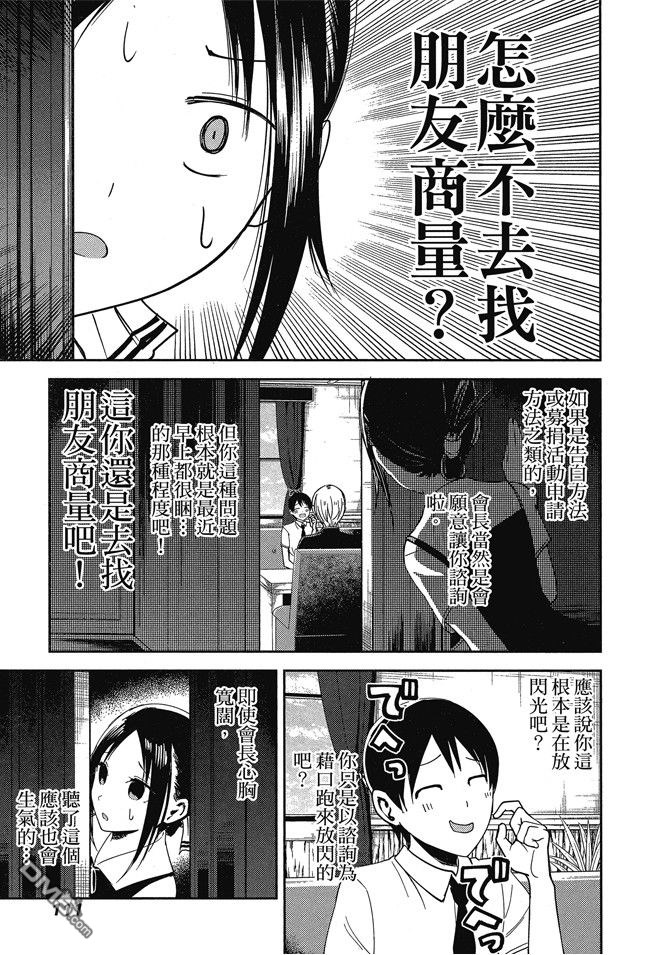 怎麼不去找
朋友商量？
如果是告白方法
或募捐活動申請
方法之類的，
會長當然是會
願意讓你諮詢
啦。
但你這種問題
根本就是最近
早上都很睏…
的那種程度吧！
這你還是去找
朋友商量吧！
應該說你這
根本是在放
閃光吧？
でで
でで
你只是以諮詢為
藉口跑來放閃的
吧？
即使會長心胸
寬闊，
聽了這個
應該也會
生氣的…